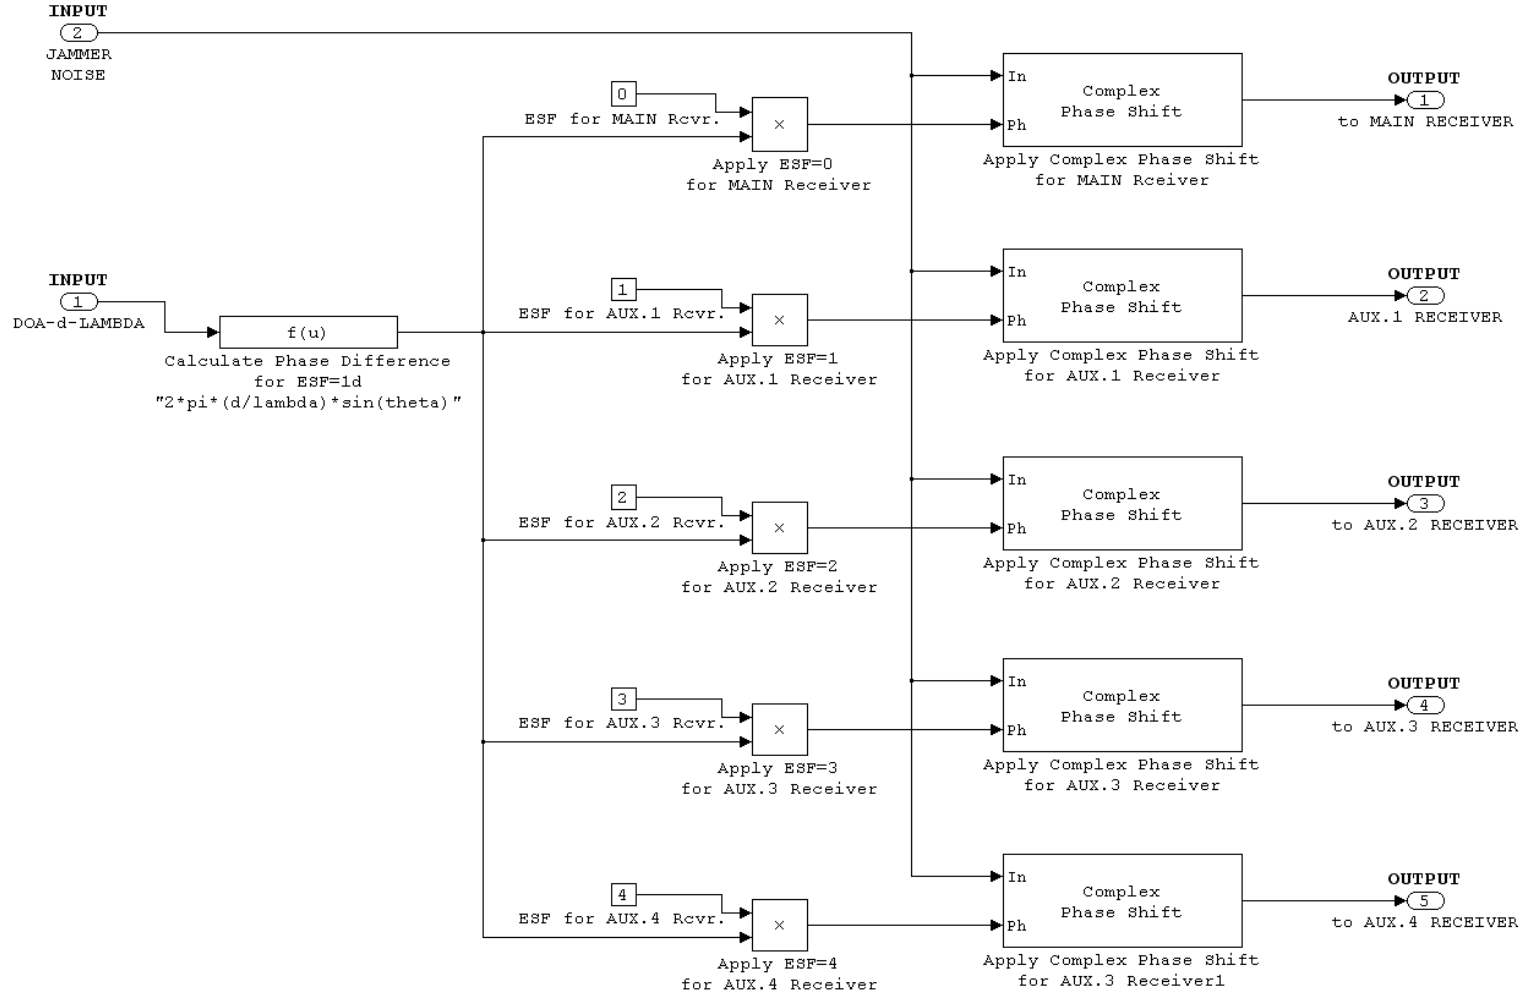 INPUT
2
JAMMER
NOISE
0
ESF for MAIN Rcvr.
×
Apply ESF=0
for MAIN Receiver
In
Ph
Complex
Phase Shift
Apply Complex Phase Shift
for MAIN Rceiver
OUTPUT
1
to MAIN RECEIVER
INPUT
1
DOA-d-LAMBDA
f(u)
Calculate Phase Difference
for ESF=1d
"2*pi*(d/lambda)*sin(theta)"
1
ESF for AUX.1 Rcvr.
×
Apply ESF=1
for AUX.1 Receiver
In
Ph
Complex
Phase Shift
Apply Complex Phase Shift
for AUX.1 Receiver
OUTPUT
2
AUX.1 RECEIVER
2
ESF for AUX.2 Rcvr.
×
Apply ESF=2
for AUX.2 Receiver
In
Ph
Complex
Phase Shift
Apply Complex Phase Shift
for AUX.2 Receiver
OUTPUT
3
to AUX.2 RECEIVER
3
ESF for AUX.3 Rcvr.
×
Apply ESF=3
for AUX.3 Receiver
In
Ph
Complex
Phase Shift
Apply Complex Phase Shift
for AUX.3 Receiver
OUTPUT
4
to AUX.3 RECEIVER
4
ESF for AUX.4 Rcvr.
×
Apply ESF=4
for AUX.4 Receiver
In
Ph
Complex
Phase Shift
Apply Complex Phase Shift
for AUX.3 Receiver1
OUTPUT
5
to AUX.4 RECEIVER